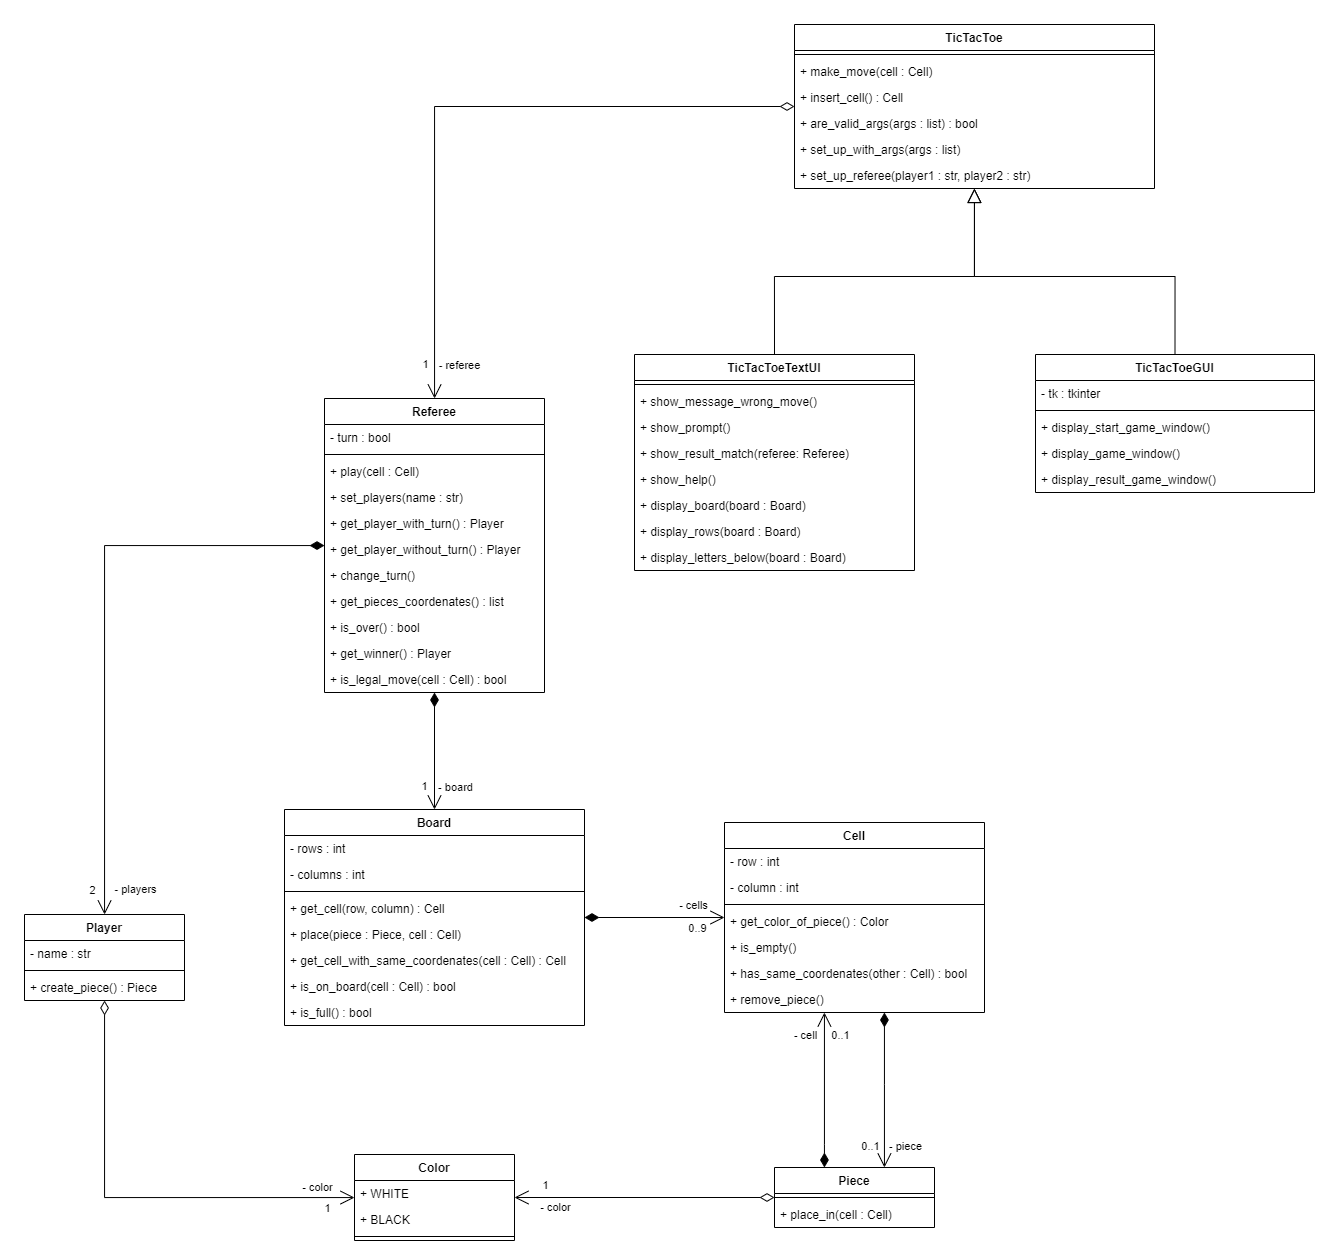 TicTacToe
+ make_move(cell : Cell)
+ insert_cell() : Cell
+ are_valid_args(args : list) : bool
+ set_up_with_args(args : list)
+ set_up_referee(player1 : str, player2 : str)
1 - referee
Referee
- turn : bool
+ play(cell : Cell)
+ set_players(name : str)
+ get_player_with_turn() : Player
+ get_player_without_turn() : Player
+ change_turn()
+ get_pieces_coordenates() : list
+ is_over() : bool
+ get_winner() : Player
+ is_legal_move(cell : Cell) : bool
TicTacToeTextUI
+ show_message_wrong_move()
+ show_prompt()
+ show_result_match(referee: Referee)
+ show_help()
+ display_board(board : Board)
+ display_rows(board : Board)
+ display_letters_below(board : Board)
TicTacToeGUI
- tk : tkinter
+ display_start_game_window()
+ display_game_window()
+ display_result_game_window()
1 - board
2 - players
Player
- name : str
+ create_piece() : Piece
Board
- rows : int
- columns : int
+ get_cell(row, column) : Cell
+ place(piece : Piece, cell : Cell)
+ get_cell_with_same_coordenates(cell : Cell) : Cell
+ is_on_board(cell : Cell) : bool
+ is_full() : bool
- cells
0..9
Cell
- row : int
- column : int
+ get_color_of_piece() : Color
+ is_empty()
+ has_same_coordenates(other : Cell) : bool
+ remove_piece()
- cell 0..1
0..1 - piece
- color
1
Color
+ WHITE
+ BLACK
1
- color
Piece
+ place_in(cell : Cell)